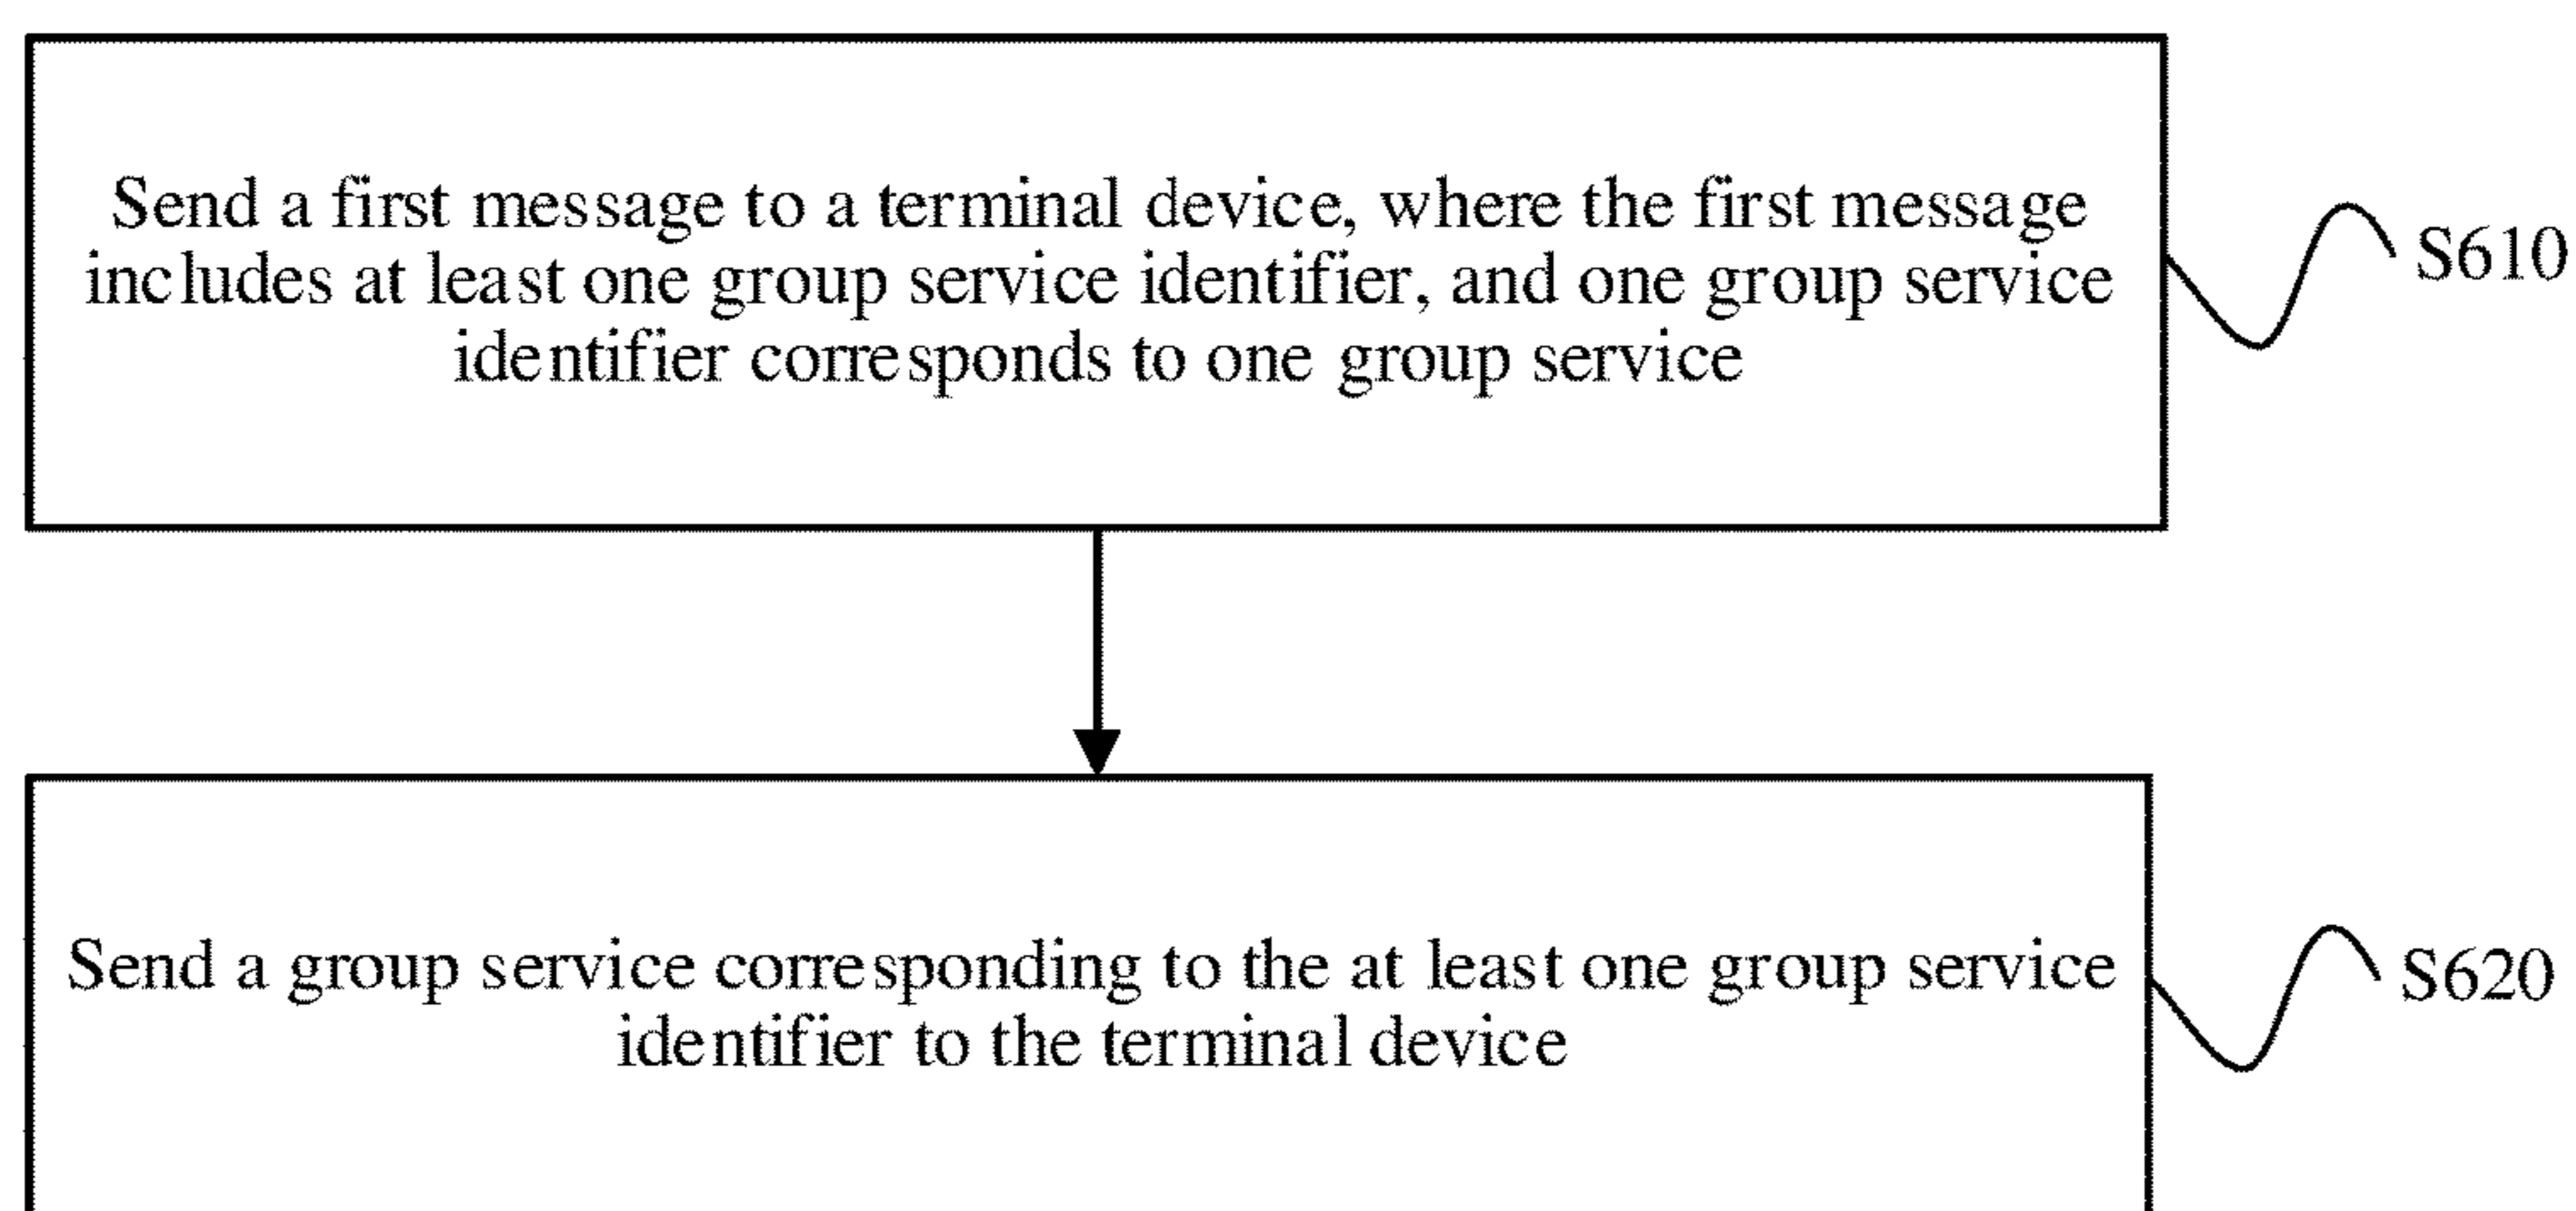 Send a first message to a terminal device, where the first message
includes at least one group service identifier, and one group service
identifier corresponds to one group service
S610
Send a group service corresponding to the at least one group service
identifier to the terminal device
S620